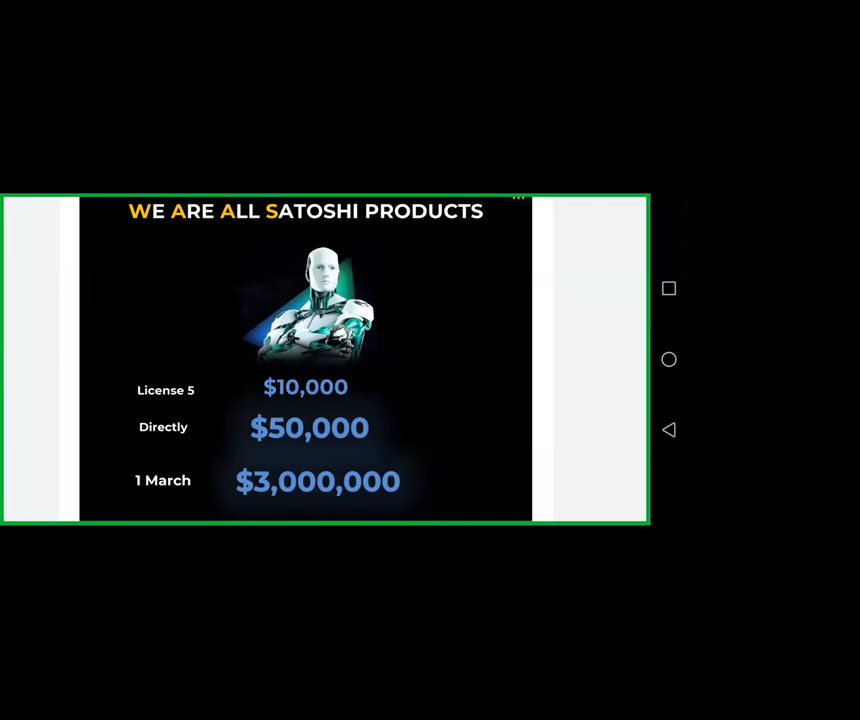 WE ARE ALL SATOSHI PRODUCTS
License 5 $10,000
Directly $50,000
1 March $3,000,000